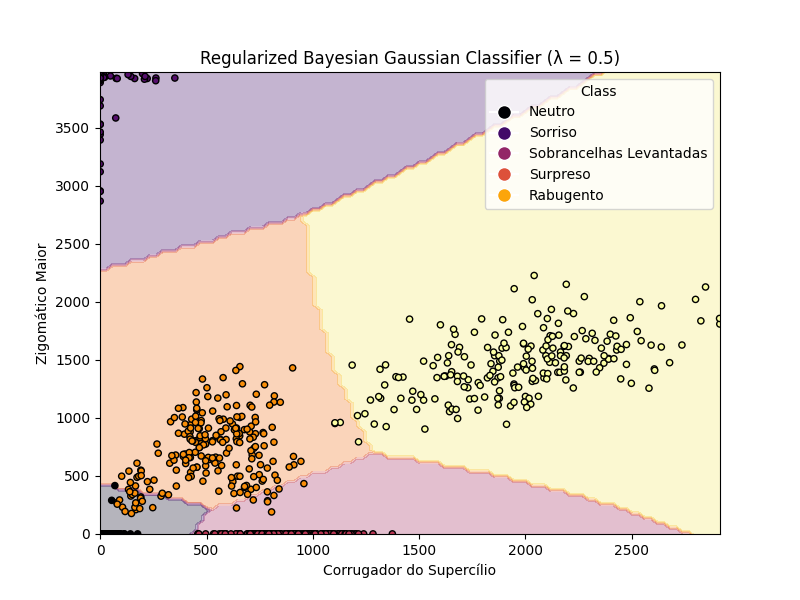 Regularized Bayesian Gaussian Classifier (λ = 0.5)
Class
Neutro
Sorriso
Sobrancelhas Levantadas
Surpreso
Rabugento
Zigomático Maior
3500
3000
2500
2000
1500
1000
500
0
0 500 1000 1500 2000 2500
Corrugador do Supercílio